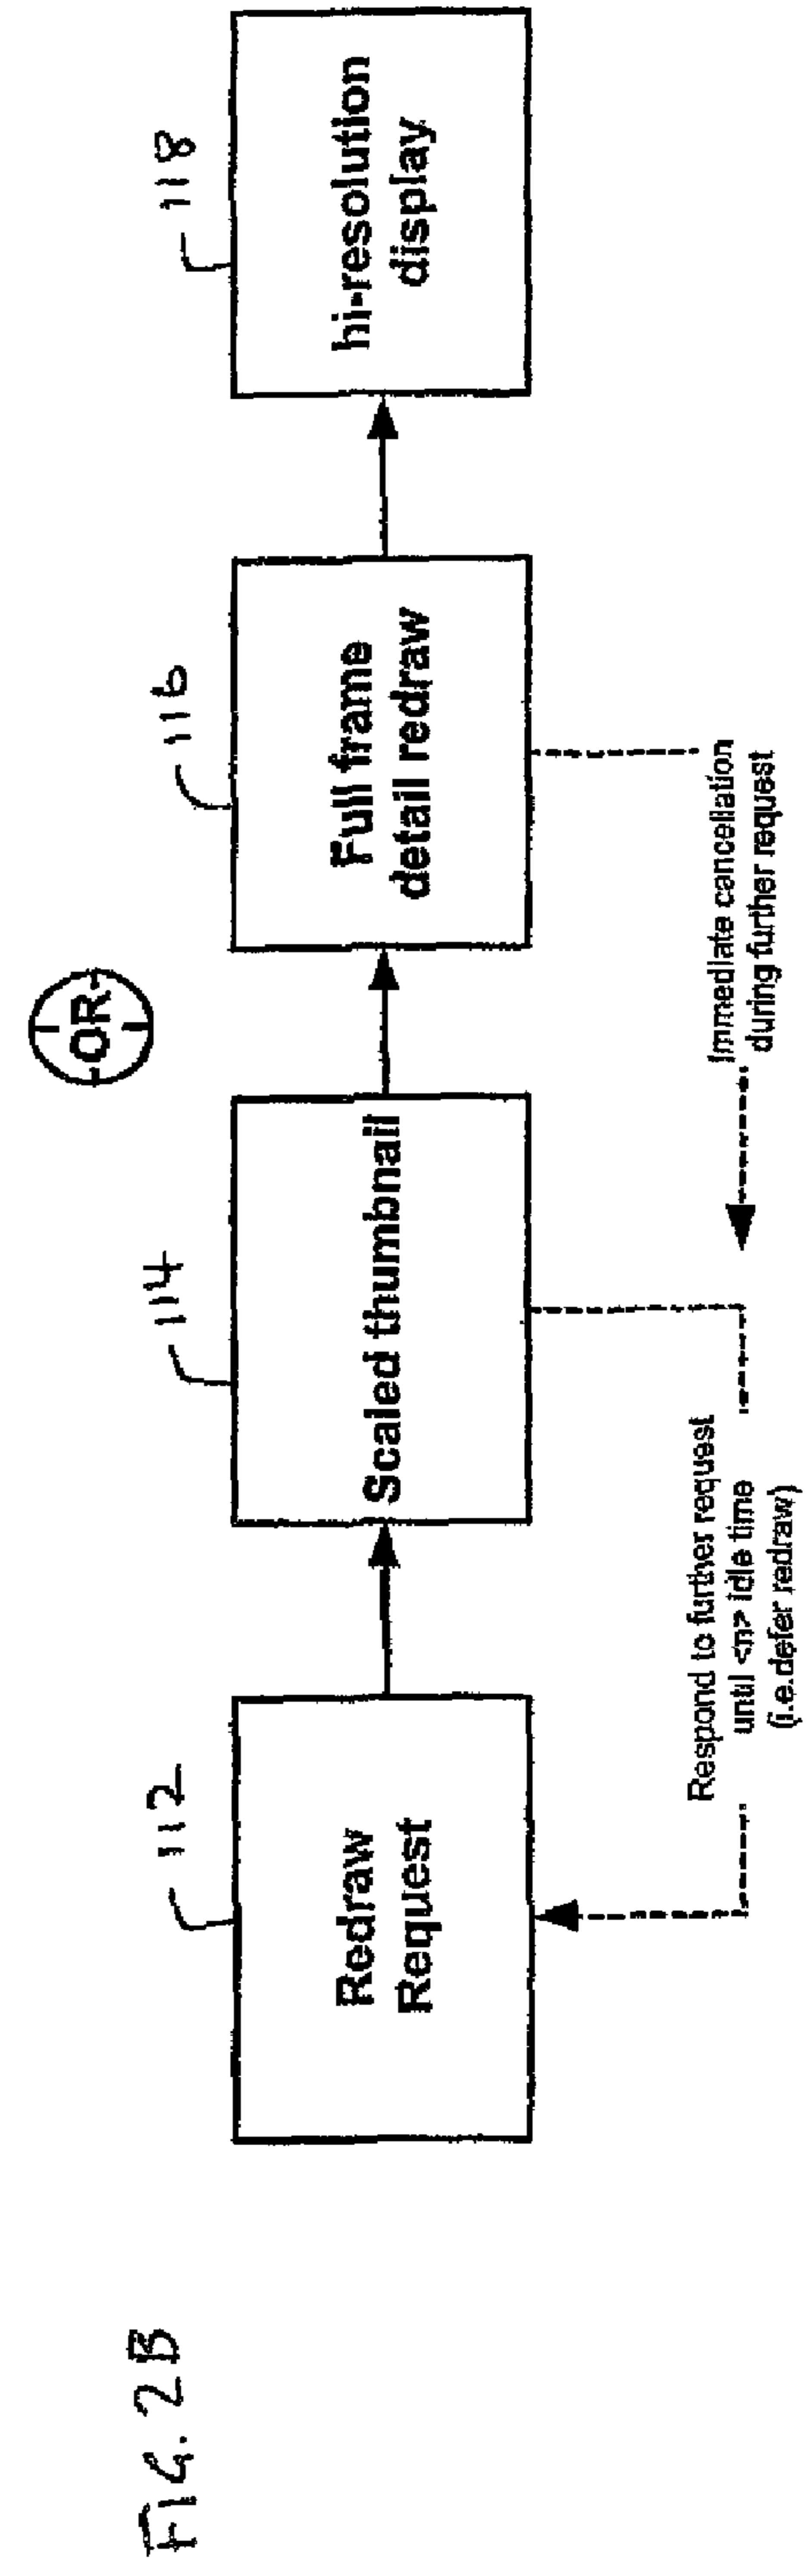 FIG. 2B
OR
112
114
116
118
Redraw
Request
Scaled thumbnail
Full frame
detail redraw
hi-resolution
display
Respond to further request
until <n> idle time
(i.e.defer redraw)
Immediate cancellation
during further request